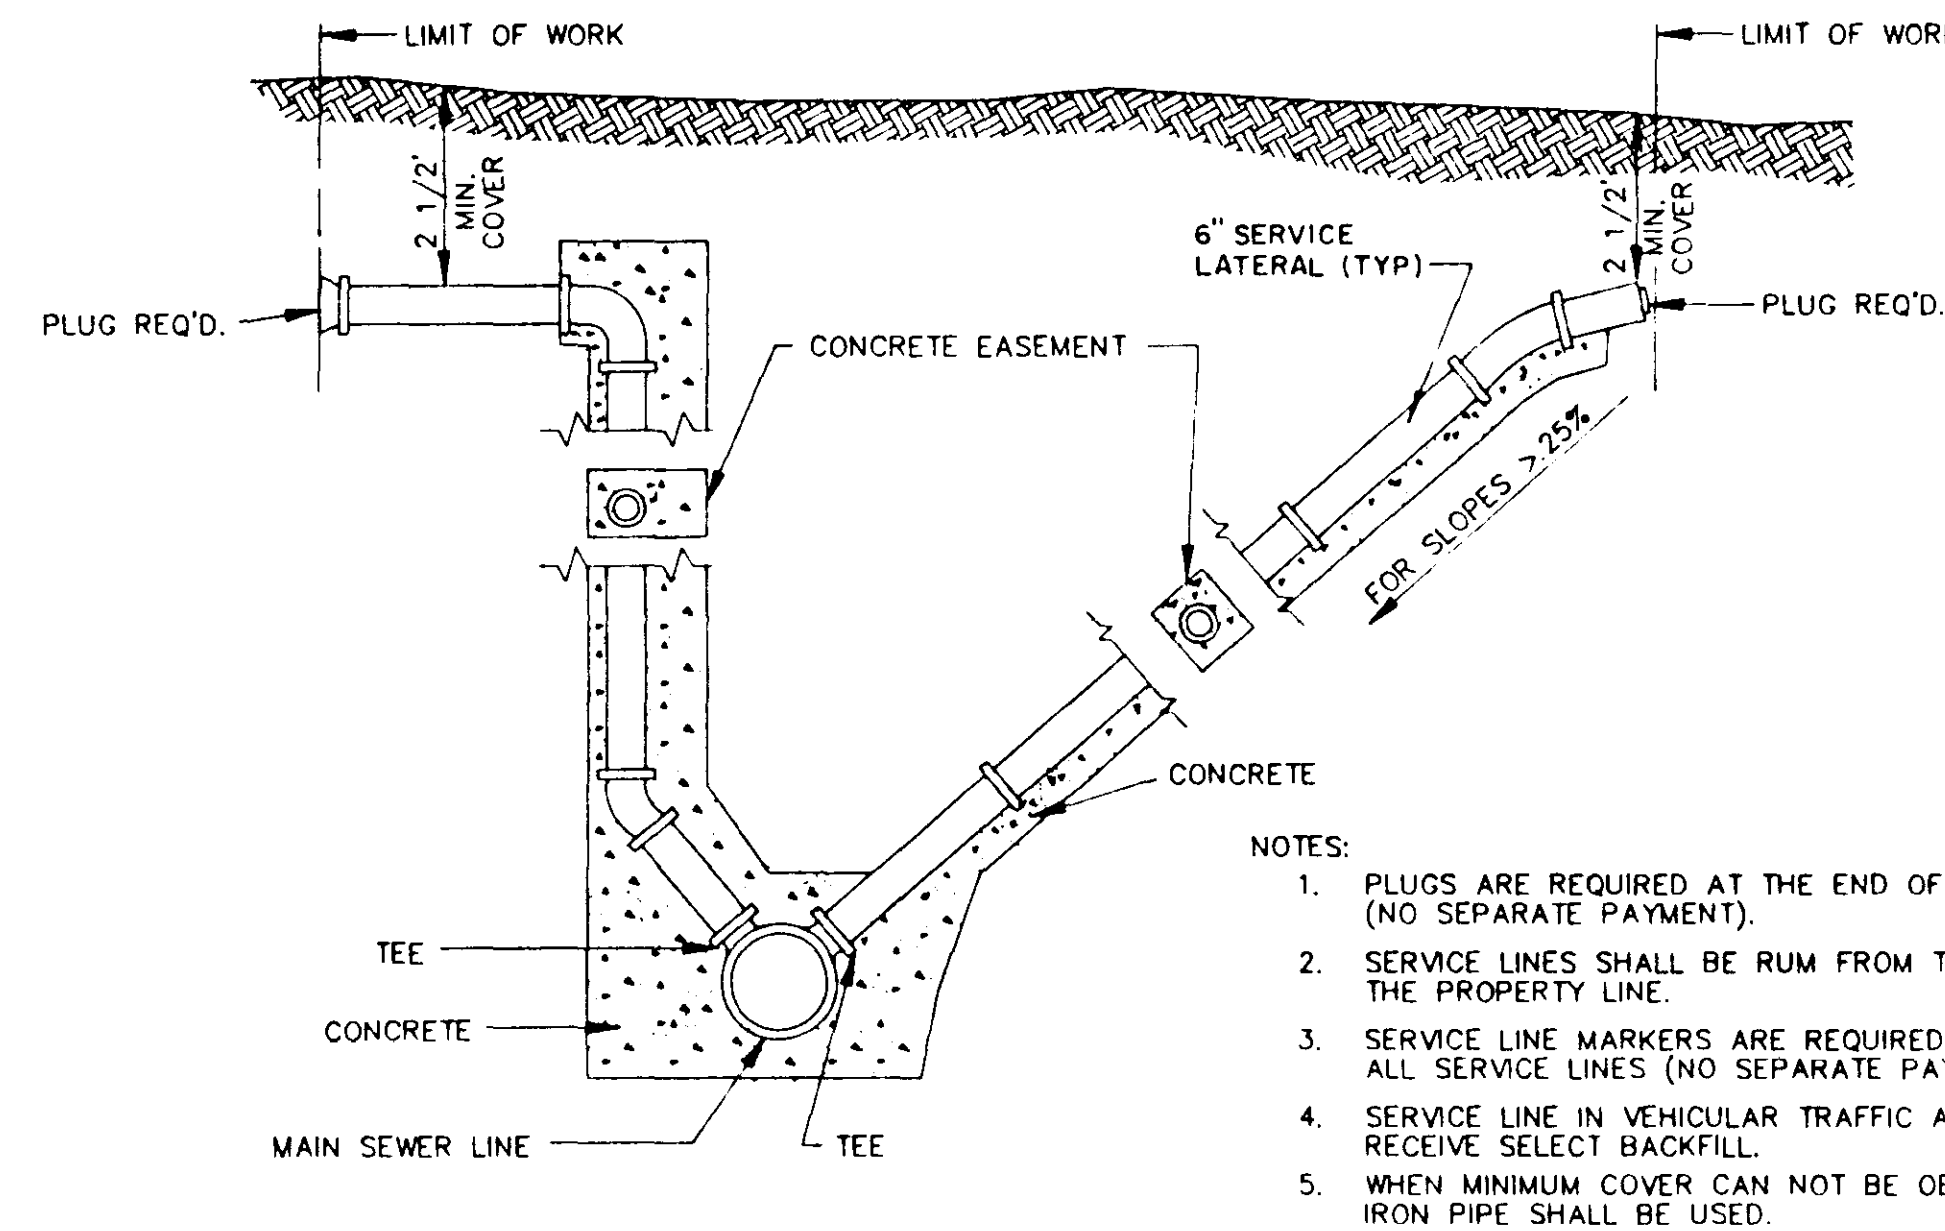 LIMIT OF WORK
LIMIT OF WOR
2 1/2'
MIN.
COVER
2 1/2'
MIN.
COVER
6" SERVICE
LATERAL (TYP)
PLUG REQ'D.
PLUG REQ'D.
CONCRETE EASEMENT
FOR SLOPES > 25%
CONCRETE
TEE
CONCRETE
MAIN SEWER LINE
TEE
NOTES:
1. PLUGS ARE REQUIRED AT THE END OF
(NO SEPARATE PAYMENT).
2. SERVICE LINES SHALL BE RUM FROM T
THE PROPERTY LINE.
3. SERVICE LINE MARKERS ARE REQUIRED
ALL SERVICE LINES (NO SEPARATE PA
4. SERVICE LINE IN VEHICULAR TRAFFIC A
RECEIVE SELECT BACKFILL.
5. WHEN MINIMUM COVER CAN NOT BE OB
IRON PIPE SHALL BE USED.